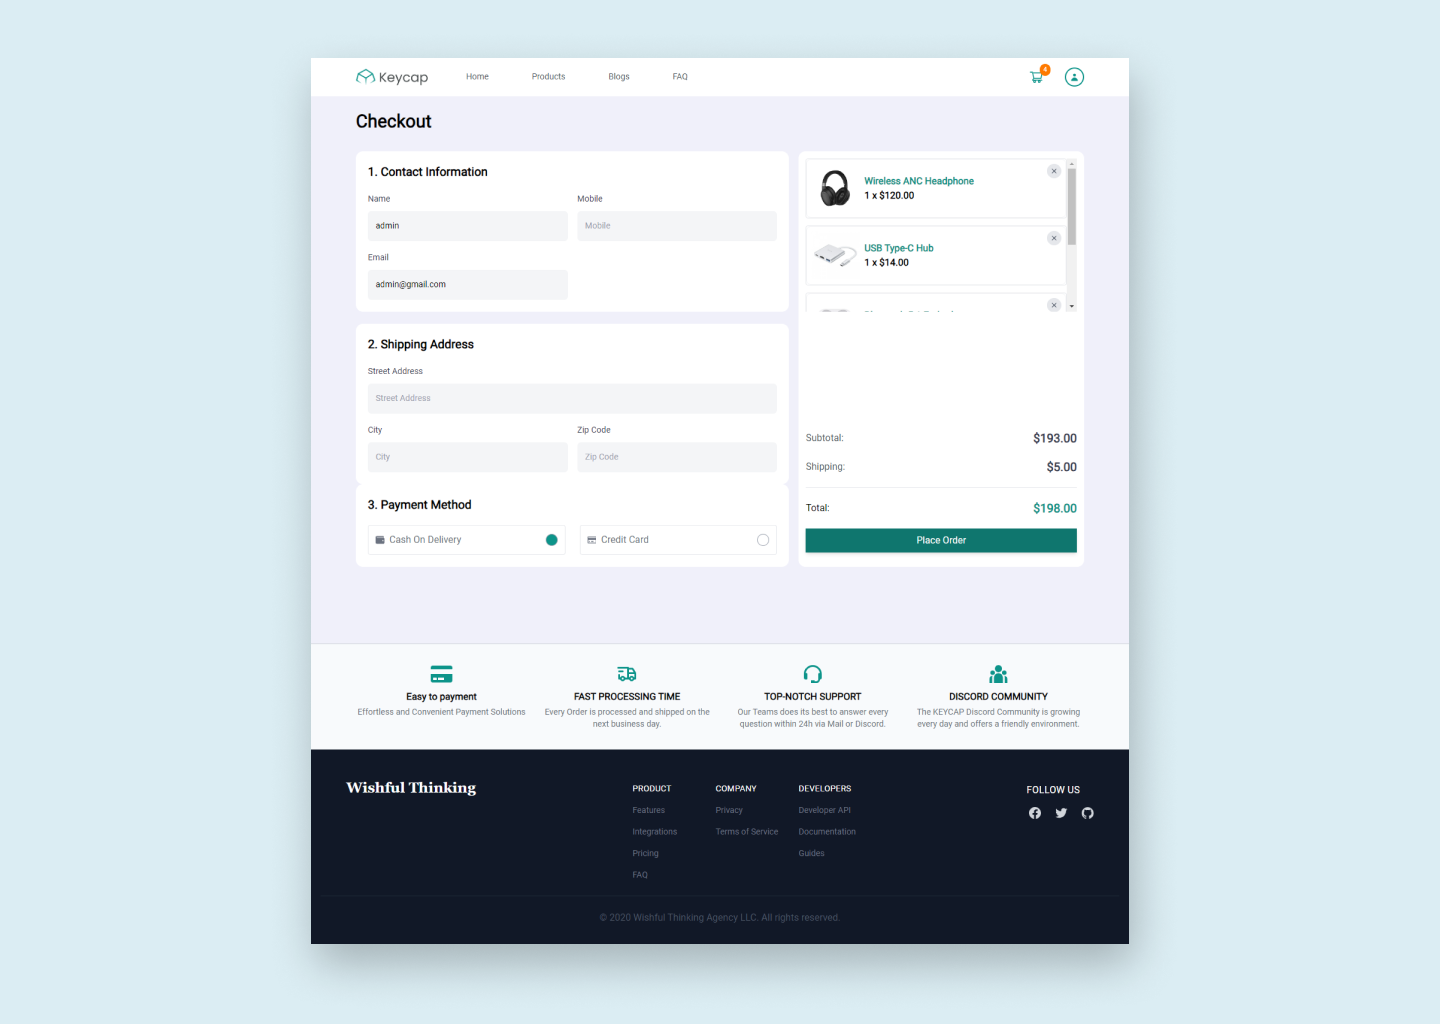 Keycap
Home
Products
Blogs
FAQ
4
Checkout
1. Contact Information
Name
Mobile
admin
Mobile
Email
admin@gmail.com
2. Shipping Address
Street Address
Street Address
City
Zip Code
City
Zip Code
3. Payment Method
Cash On Delivery
Credit Card
Wireless ANC Headphone
1 x $120.00
USB Type-C Hub
1 x $14.00
Subtotal:
$193.00
Shipping:
$5.00
Total:
$198.00
Place Order
Easy to payment
Effortless and Convenient Payment Solutions
FAST PROCESSING TIME
Every Order is processed and shipped on the
next business day.
TOP-NOTCH SUPPORT
Our Teams does its best to answer every
question within 24h via Mail or Discord.
DISCORD COMMUNITY
The KEYCAP Discord Community is growing
every day and offers a friendly environment.
Wishful Thinking
PRODUCT
Features
Integrations
Pricing
FAQ
COMPANY
Privacy
Terms of Service
DEVELOPERS
Developer API
Documentation
Guides
FOLLOW US
© 2020 Wishful Thinking Agency LLC. All rights reserved.